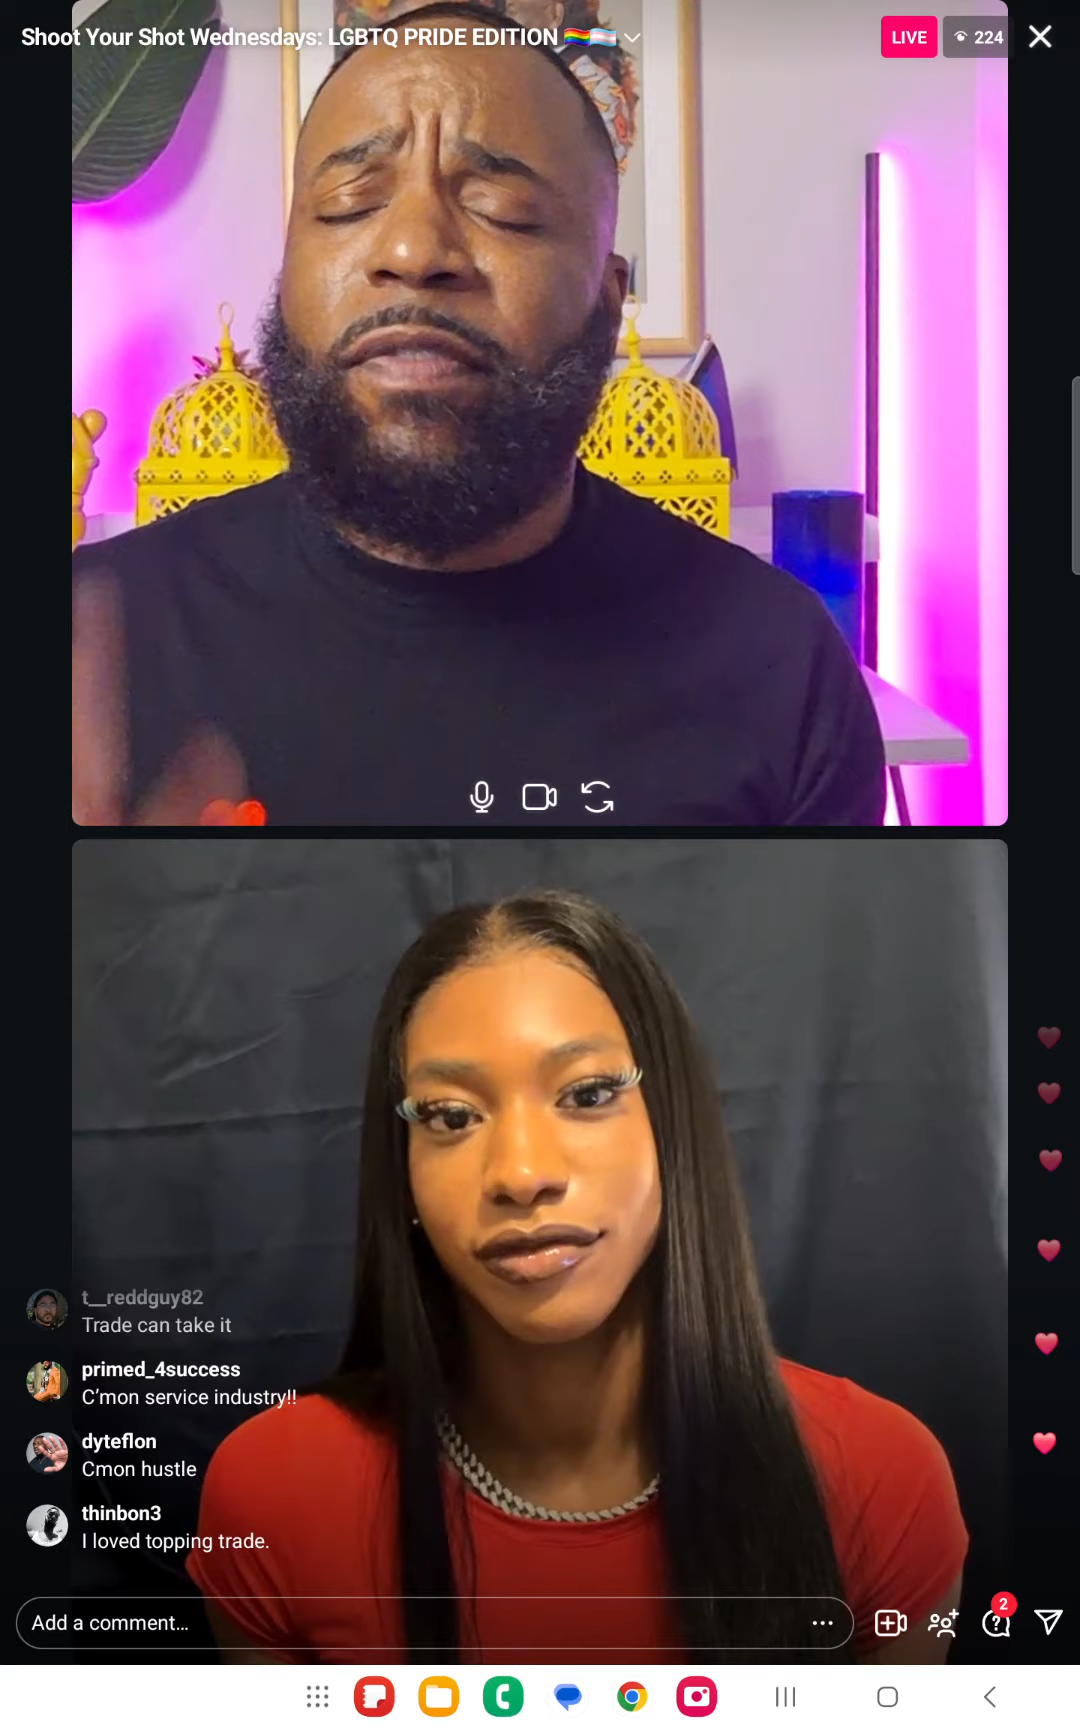 Shoot Your Shot Wednesdays: LGBTQ PRIDE EDITION 🏳️‍🌈🏳️‍⚧️
LIVE
224
t__reddguy82
Trade can take it
primed_4success
C’mon service industry!!
dyteflon
Cmon hustle
thinbon3
I loved topping trade.
Add a comment…
2